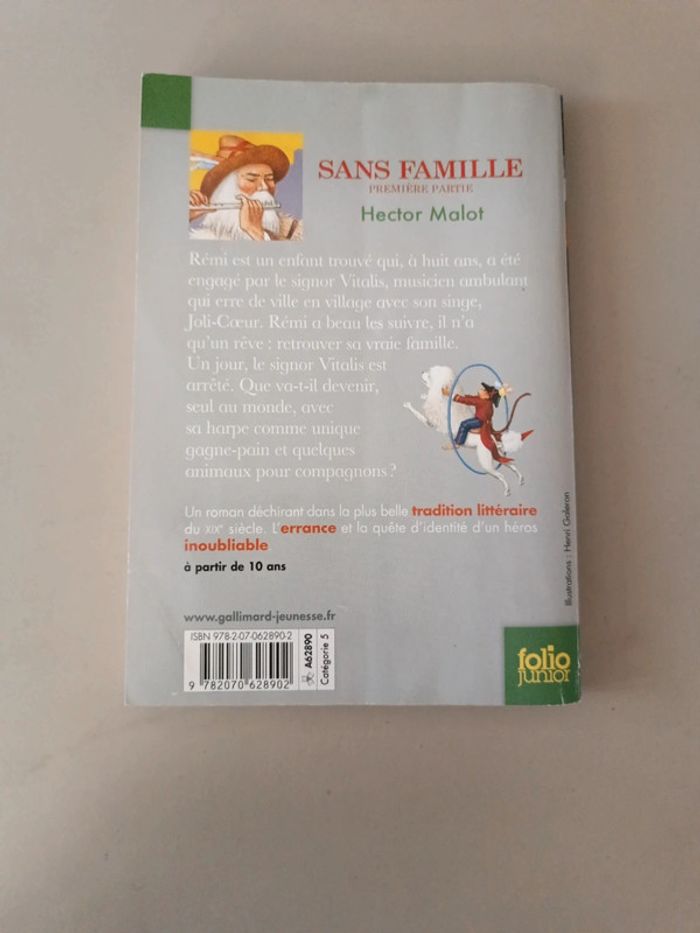 SANS FAMILLE
PREMIÈRE PARTIE
Hector Malot
Rémi est un enfant trouvé qui, à huit ans, a été
engagé par le signor Vitalis, musicien ambulant
qui erre de ville en village avec son singe,
Joli-Cœur. Rémi a beau les suivre, il n'a
qu'un rêve : retrouver sa vraie famille.
Un jour, le signor Vitalis est
arrêté. Que va-t-il devenir,
seul au monde, avec
sa harpe comme unique
gagne-pain et quelques
animaux pour compagnons ?
Un roman déchirant dans la plus belle tradition littéraire
du XIXe siècle. L'errance et la quête d'identité d'un héros
inoubliable
à partir de 10 ans
Illustrations : Henri Galeron
www.gallimard-jeunesse.fr
ISBN 978-2-07-062890-2
A62890
Catégorie 5
9 782070 628902
folio
junior